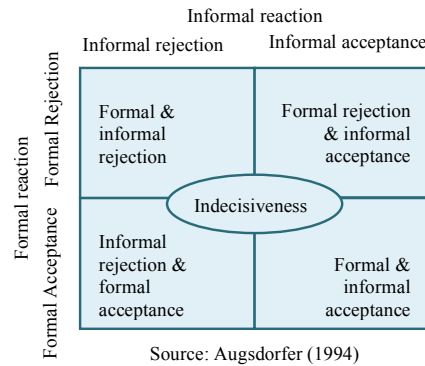 Informal reaction
Informal rejection
Informal acceptance
Formal reaction
Formal Rejection
Formal Acceptance
Formal &
informal
rejection
Formal rejection
& informal
acceptance
Indecisiveness
Informal
rejection &
formal
acceptance
Formal &
informal
acceptance
Source: Augsdorfer (1994)